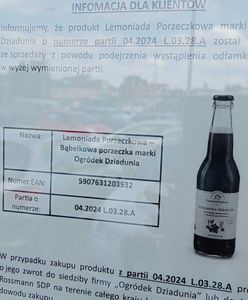 INFOMACJA DLA KLIENTÓW
Informujemy, że produkt Lemoniada Porzeczkowa marki
Dziadunia o numerze partii 04.2024 L.03.28.A został
ze sprzedaży z powodu podejrzenia wystąpienia odłamk
w wyżej wymienionej partii.
Nazwa:
Lemoniada Porzeczkowa –
Bąbelkowa porzeczka marki
Ogródek Dziadunia
Numer EAN:
5907631203532
Partia o
numerze:
04.2024 L.03.28.A
W przypadku zakupu produktu z partii 04.2024 L.03.28.A
o jego zwrot do siedziby firmy „Ogródek Dziadunia" lub d
Rossmann SDP na terenie całego kraju
dowodu zakupu